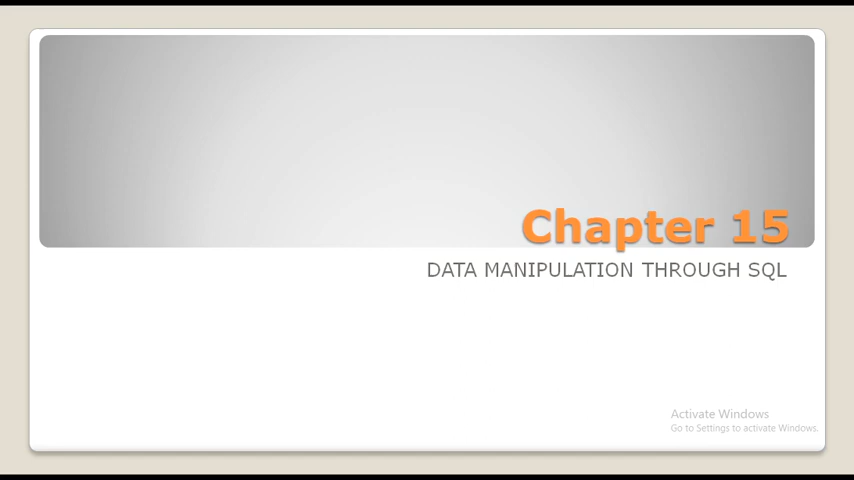 Chapter 15
DATA MANIPULATION THROUGH SQL
Activate Windows
Go to Settings to activate Windows.